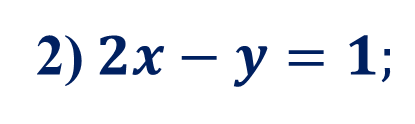 2) 2x − y = 1;